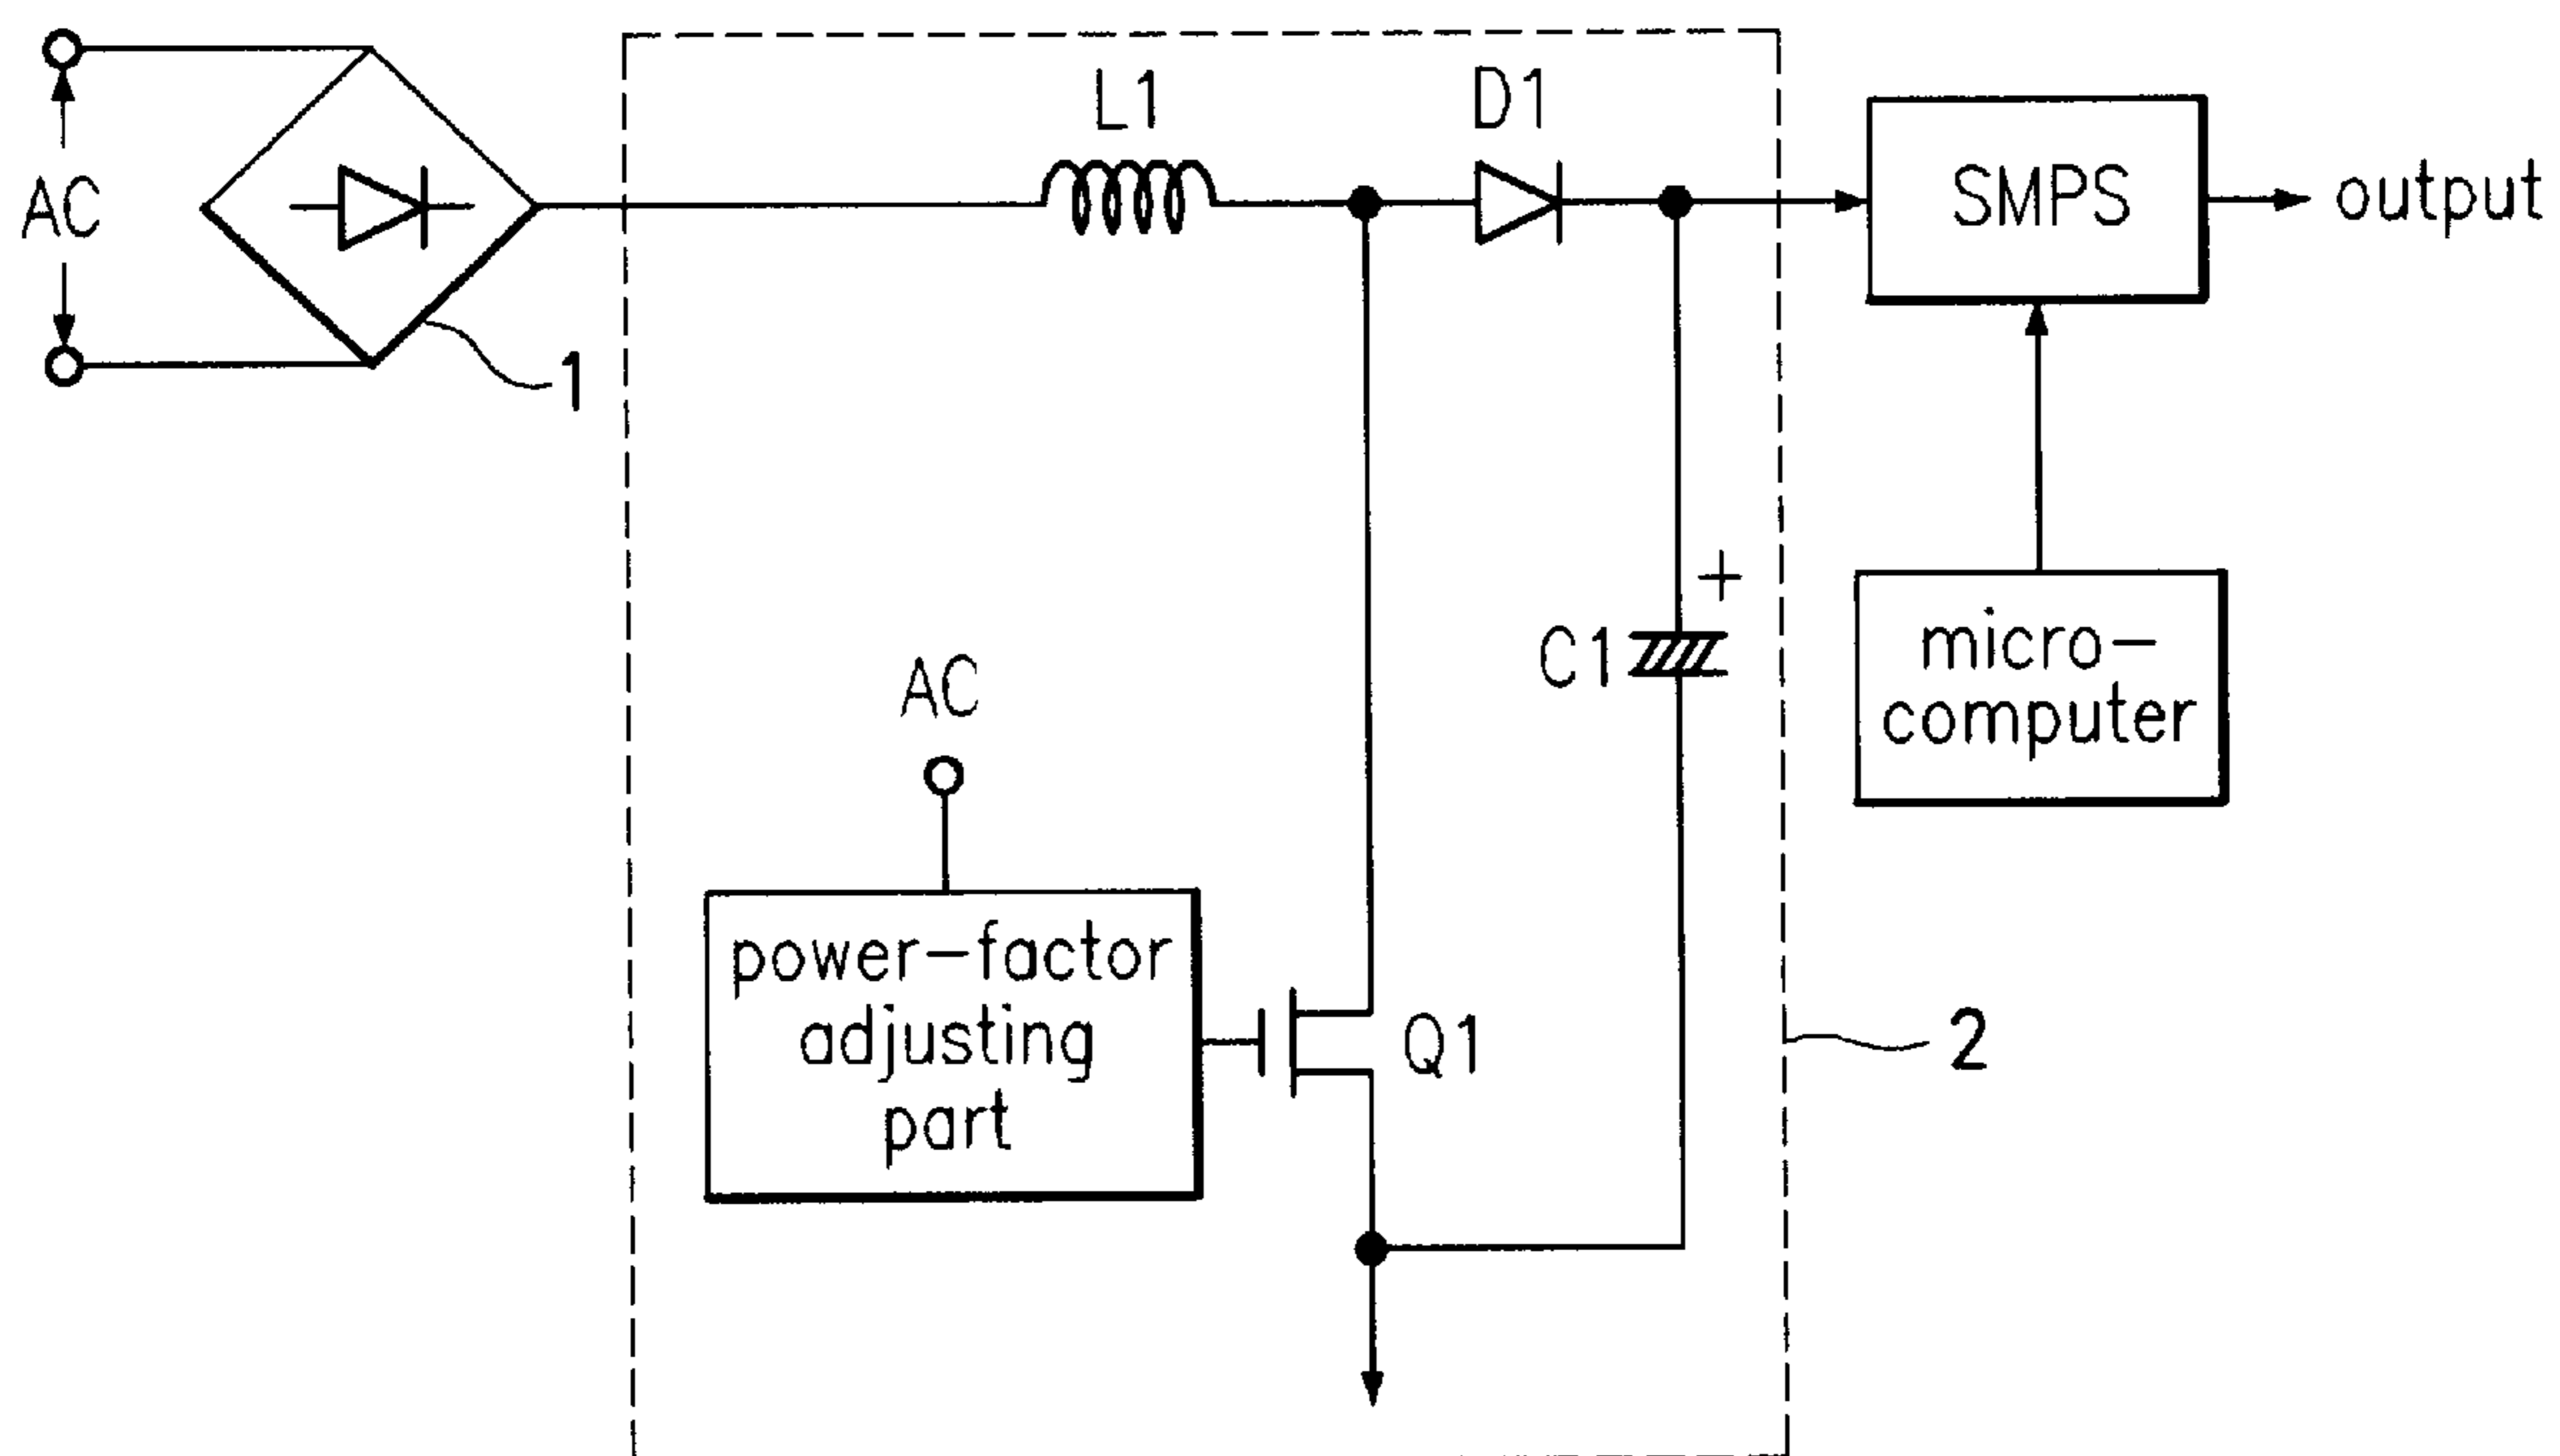 AC
1
L1
D1
SMPS
output
C1
+
micro-
computer
AC
power-factor
adjusting
part
Q1
2